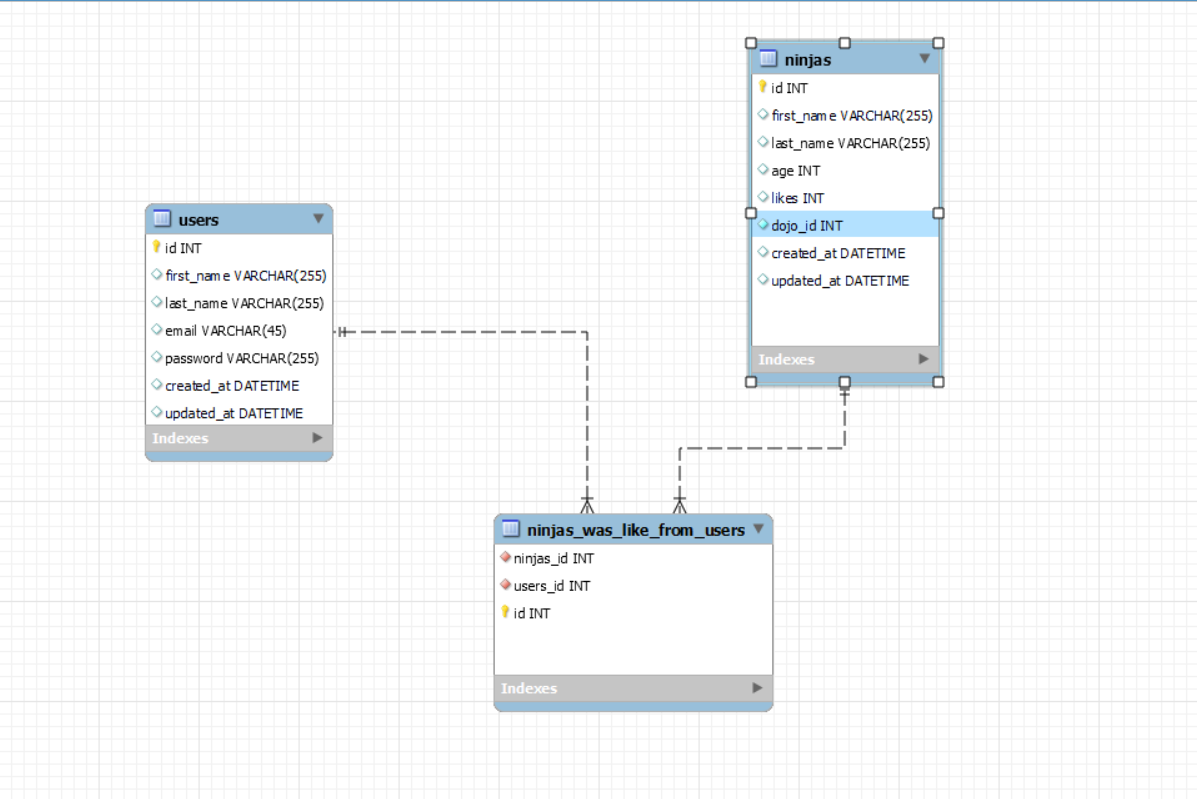 ninjas
id INT
first_name VARCHAR(255)
last_name VARCHAR(255)
age INT
likes INT
dojo_id INT
created_at DATETIME
updated_at DATETIME
Indexes
users
id INT
first_name VARCHAR(255)
last_name VARCHAR(255)
email VARCHAR(45)
password VARCHAR(255)
created_at DATETIME
updated_at DATETIME
Indexes
ninjas_was_like_from_users
ninjas_id INT
users_id INT
id INT
Indexes